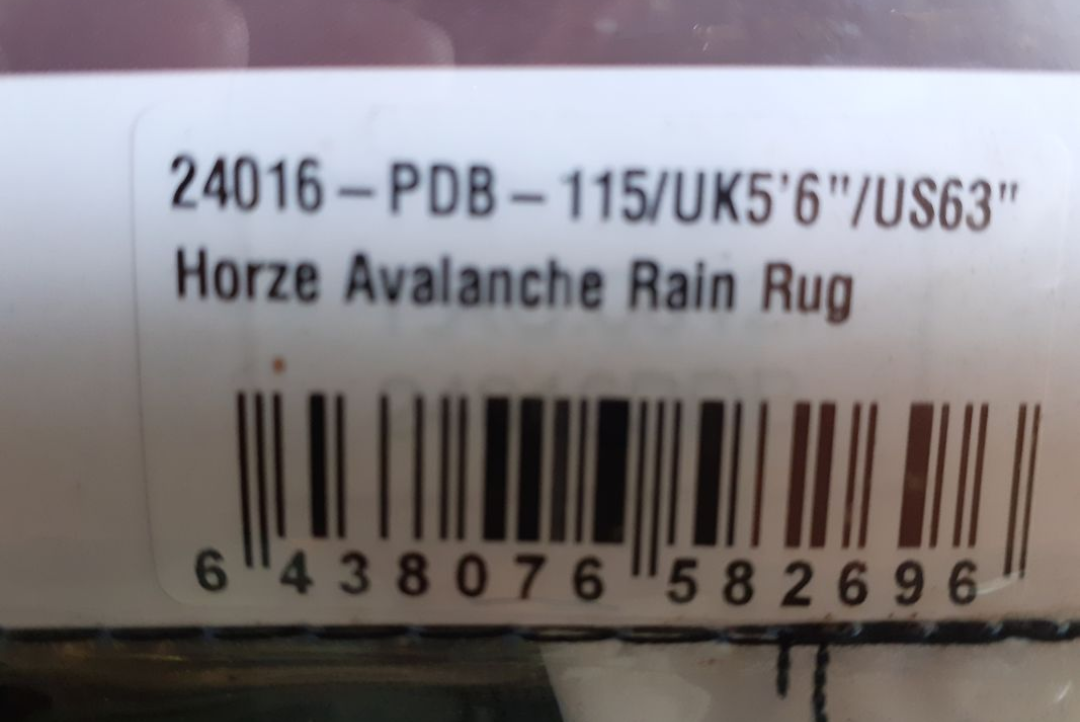 24016-PDB-115/UK5'6"/US63"
Horze Avalanche Rain Rug
6 438076 582696